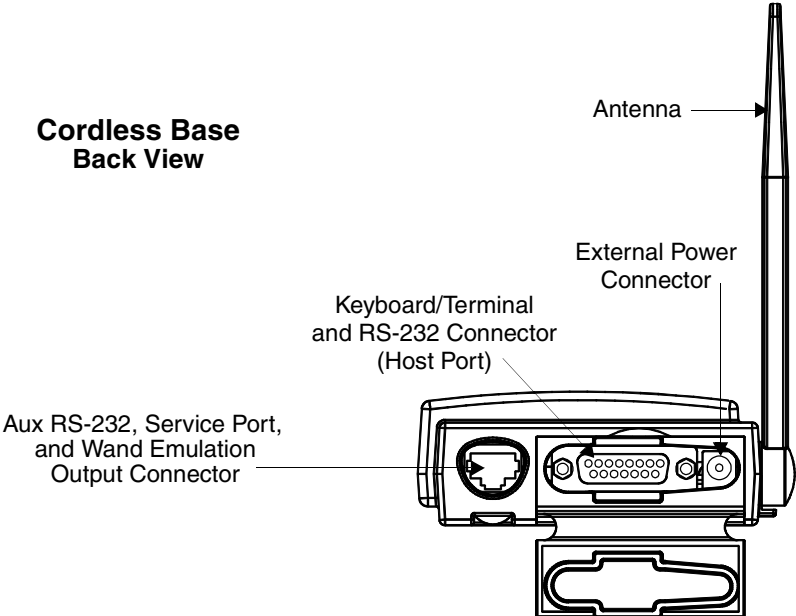 Cordless Base
Back View
Antenna
External Power
Connector
Keyboard/Terminal
and RS-232 Connector
(Host Port)
Aux RS-232, Service Port,
and Wand Emulation
Output Connector